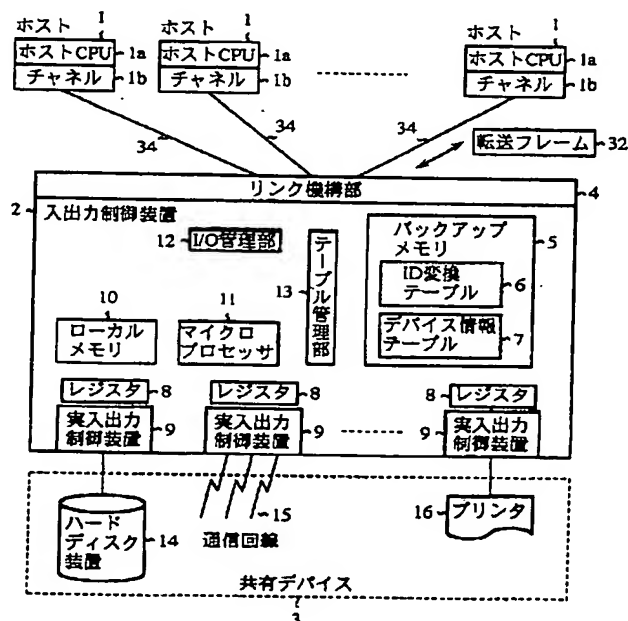 ホスト 1
ホスト 1
ホスト 1
ホストCPU 1a
ホストCPU 1a
ホストCPU 1a
チャネル 1b
チャネル 1b
チャネル 1b
34
34
34
転送フレーム 32
リンク機構部 4
2 入出力制御装置
12 I/O管理部
13 テーブル管理部
バックアップ
メモリ 5
ID変換
テーブル 6
デバイス情報
テーブル 7
10
ローカル
メモリ
11
マイクロ
プロセッサ
レジスタ 8
レジスタ 8
8 レジスタ
実入出力
制御装置 9
実入出力
制御装置 9
9 実入出力
制御装置
ハード
ディスク
装置 14
15
通信回線
16 プリンタ
共有デバイス
3